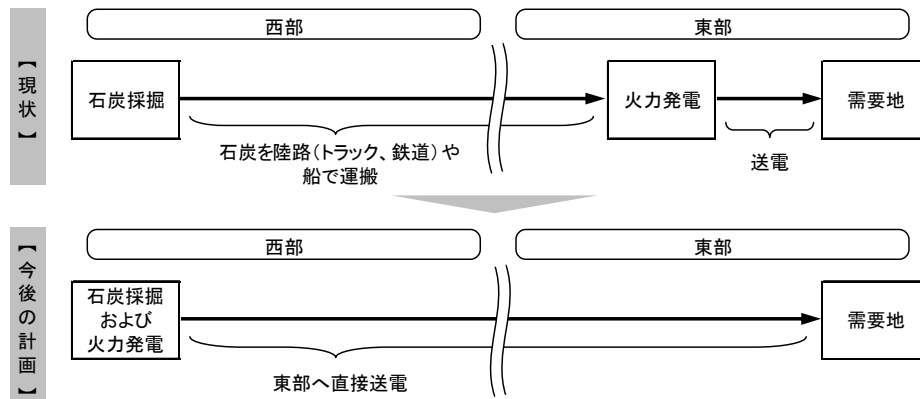 西部
東部
【現状】
石炭採掘
火力発電
需要地
石炭を陸路(トラック、鉄道)や
船で運搬
送電
【今後の計画】
西部
東部
石炭採掘
および
火力発電
需要地
東部へ直接送電